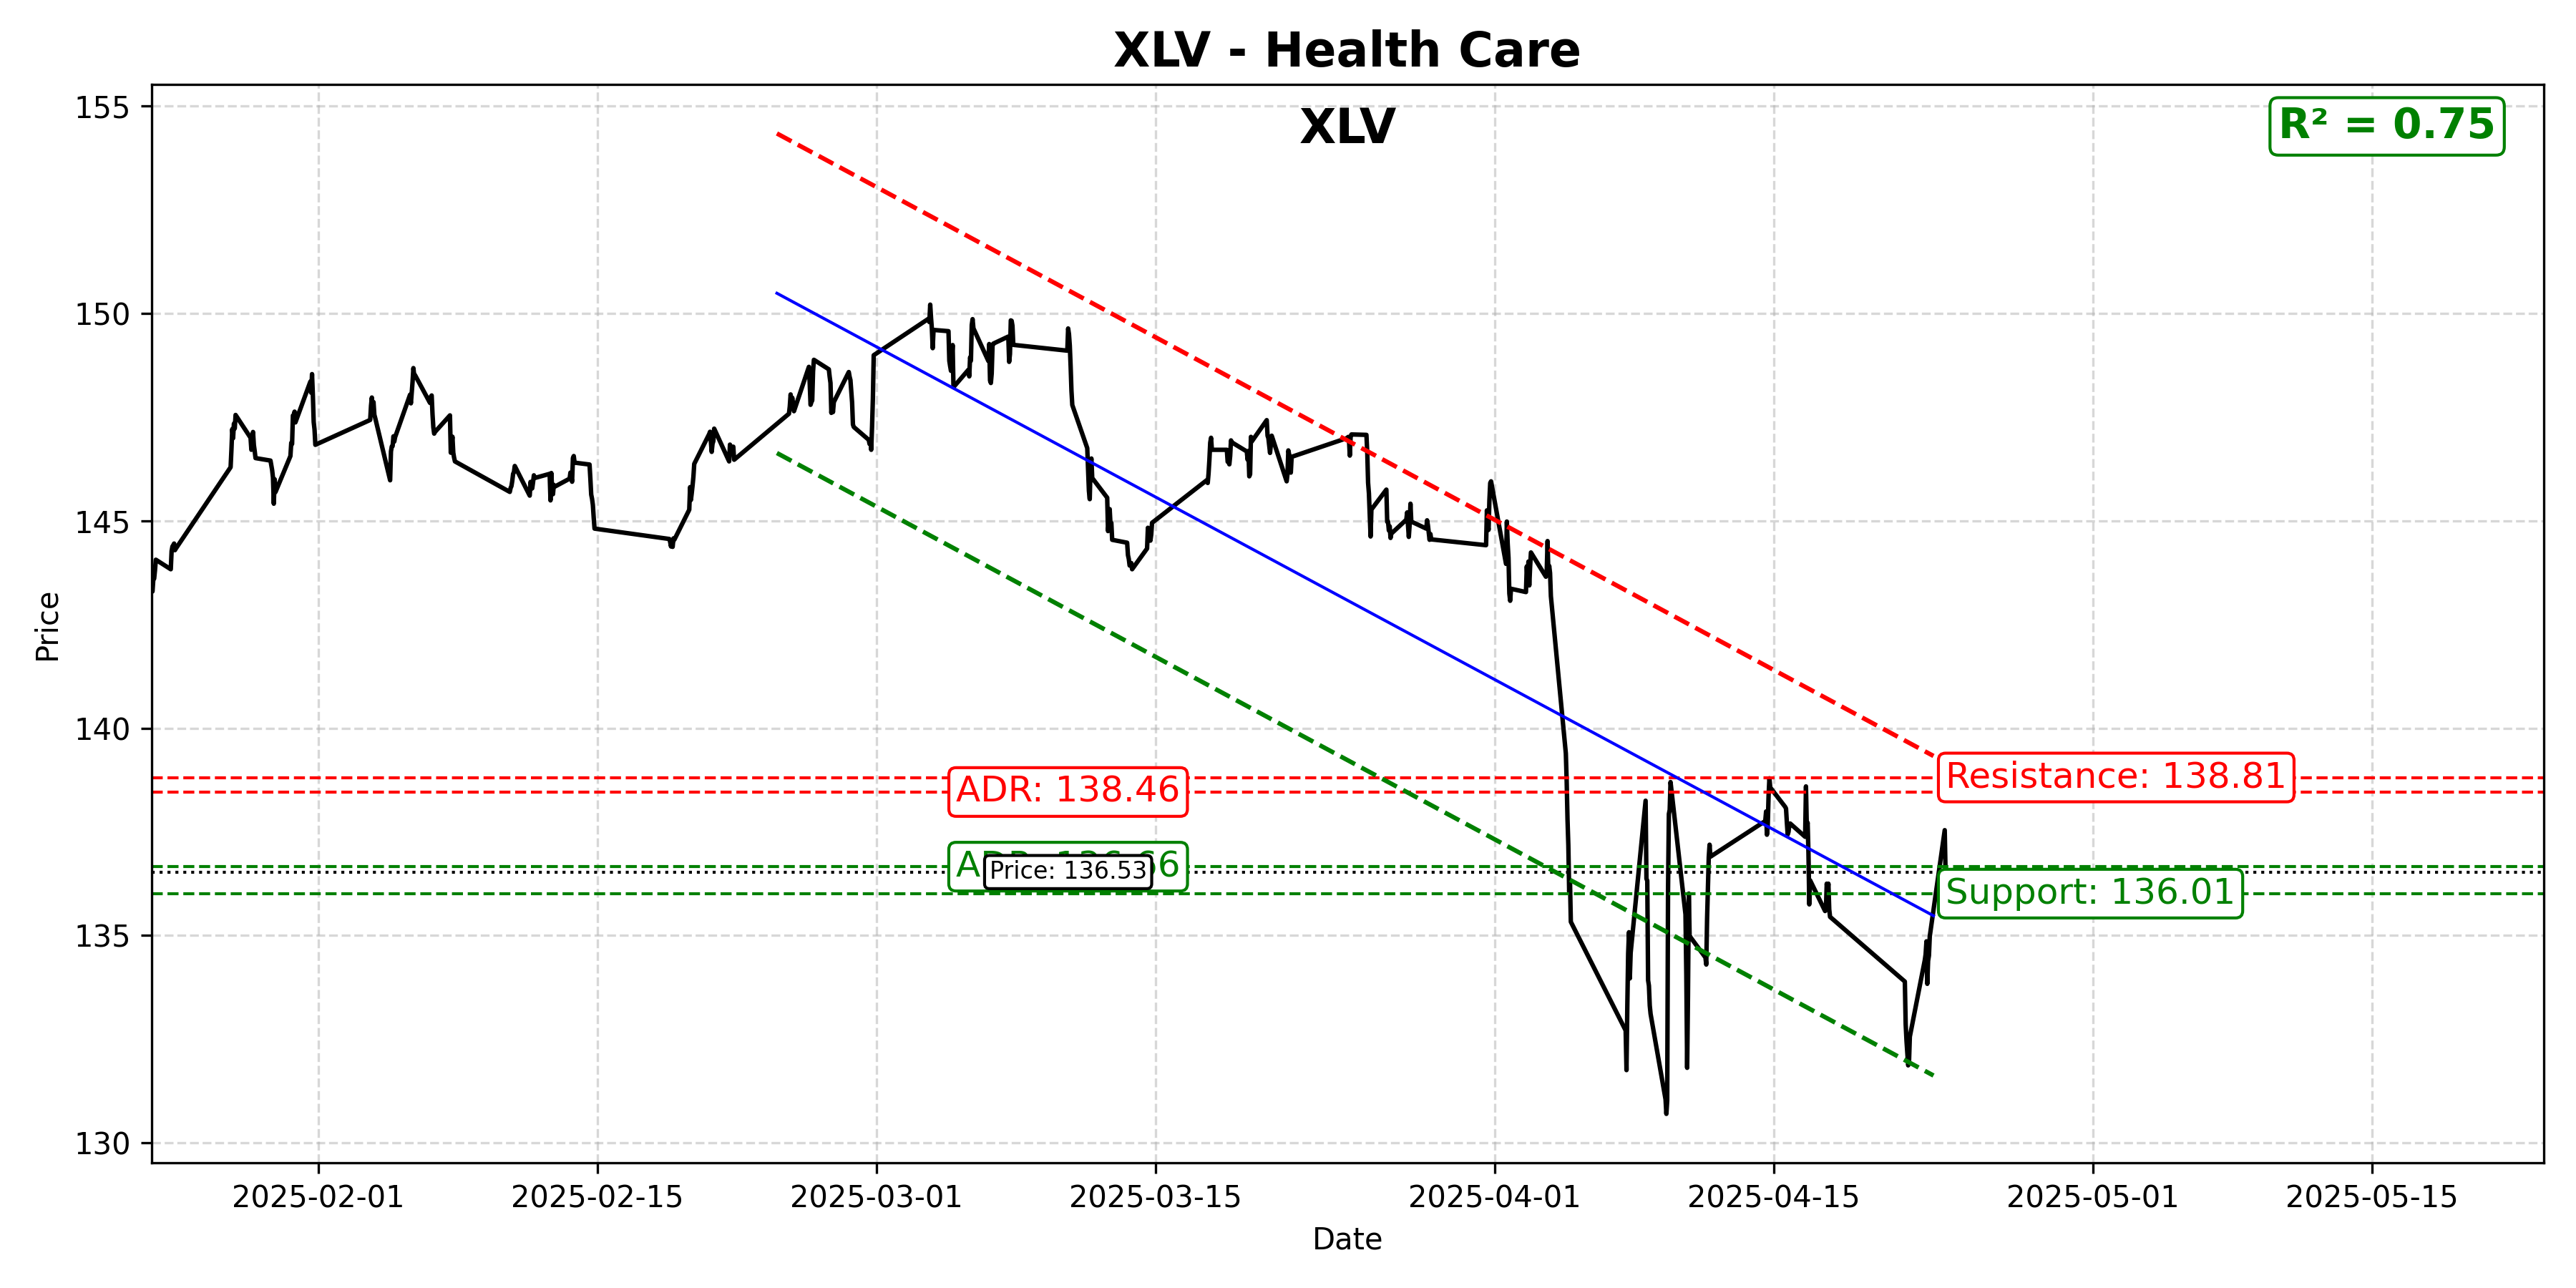 XLV - Health Care
XLV
R² = 0.75
155
150
145
140
135
130
Price
Resistance: 138.81
ADR: 138.46
Price: 136.53
Support: 136.01
2025-02-01
2025-02-15
2025-03-01
2025-03-15
2025-04-01
2025-04-15
2025-05-01
2025-05-15
Date